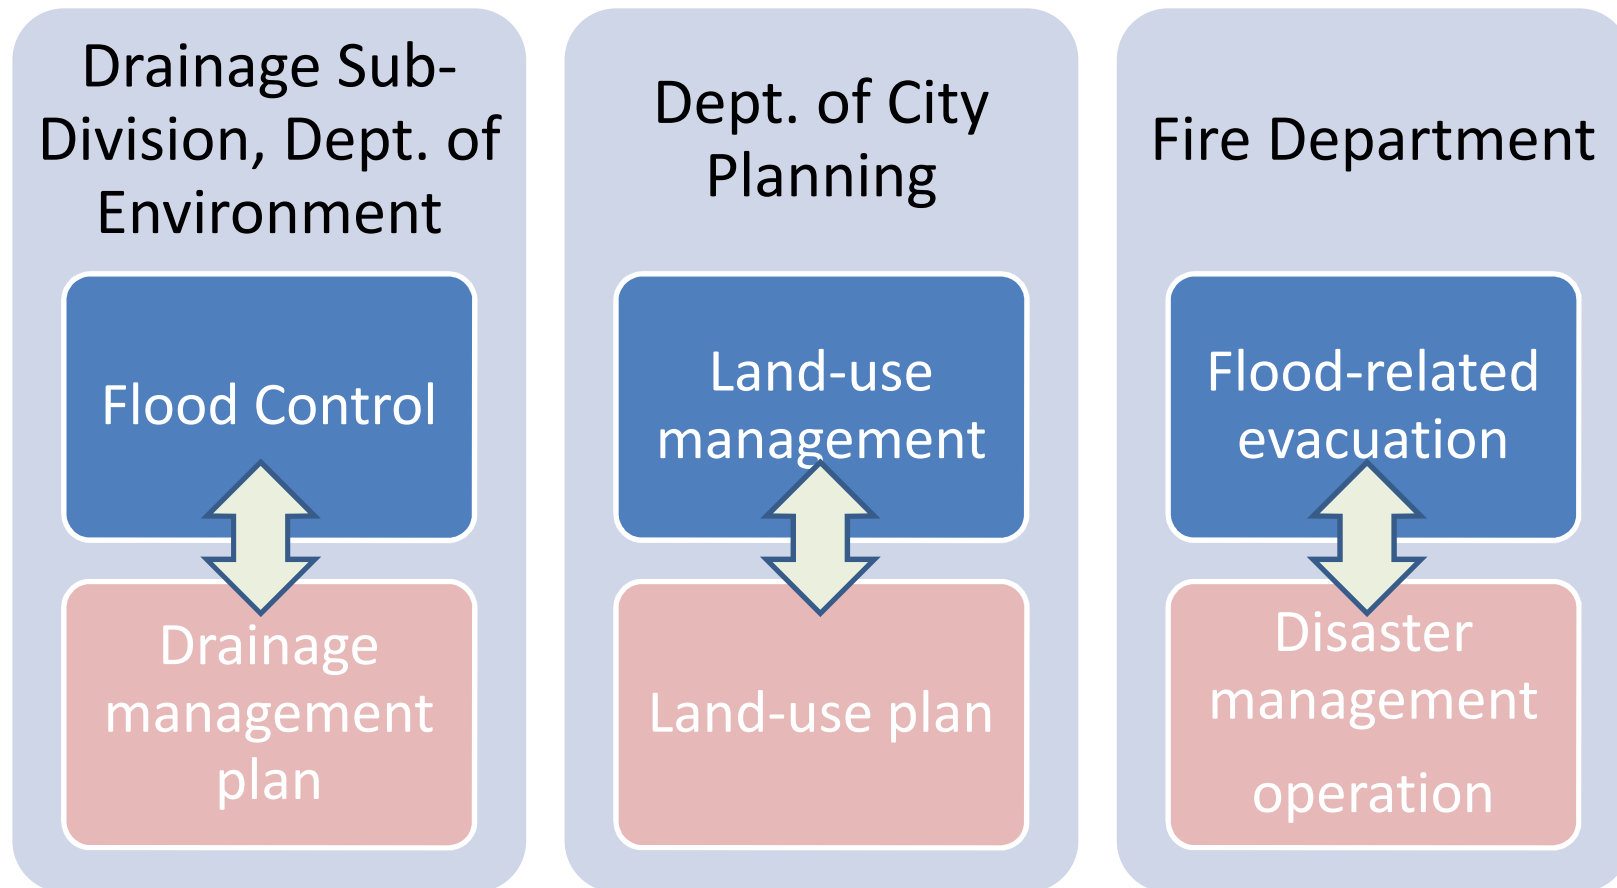 Drainage Sub-
Division, Dept. of
Environment
Flood Control
Drainage
management
plan
Dept. of City
Planning
Land-use
management
Land-use plan
Fire Department
Flood-related
evacuation
Disaster
management
operation